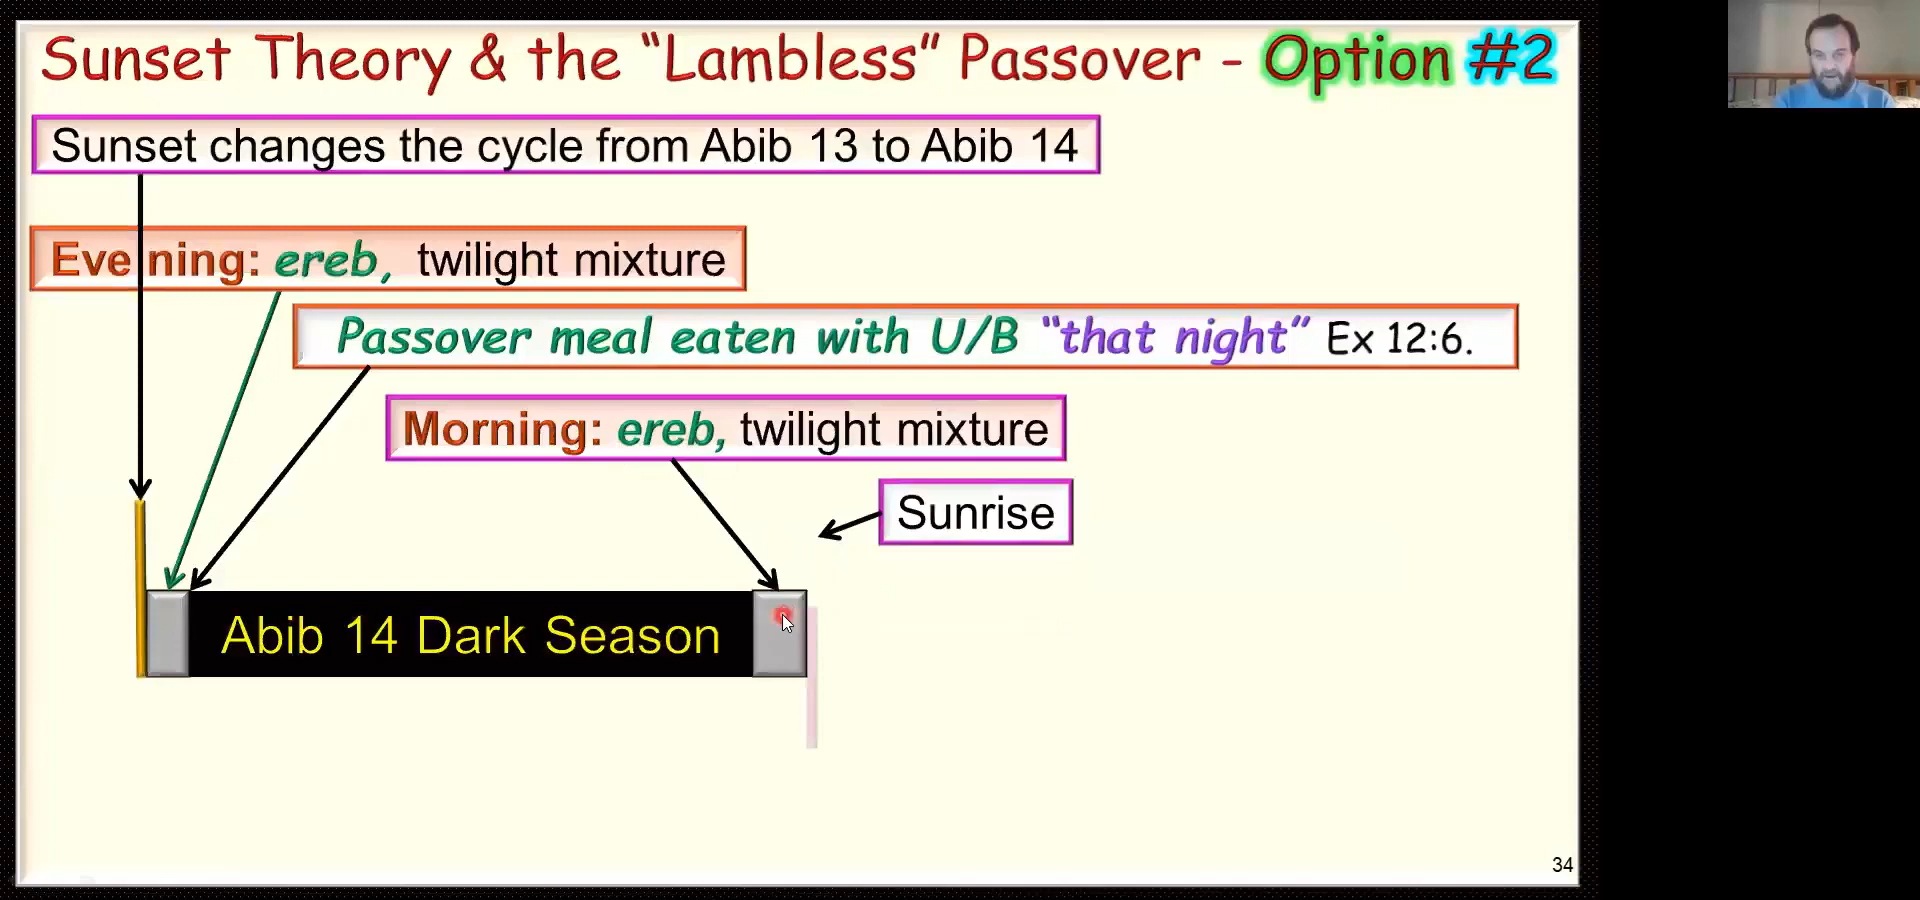 Sunset Theory & the “Lambless” Passover - Option #2
Sunset changes the cycle from Abib 13 to Abib 14
Evening: ereb, twilight mixture
Passover meal eaten with U/B “that night” Ex 12:6.
Morning: ereb, twilight mixture
Sunrise
Abib 14 Dark Season
34